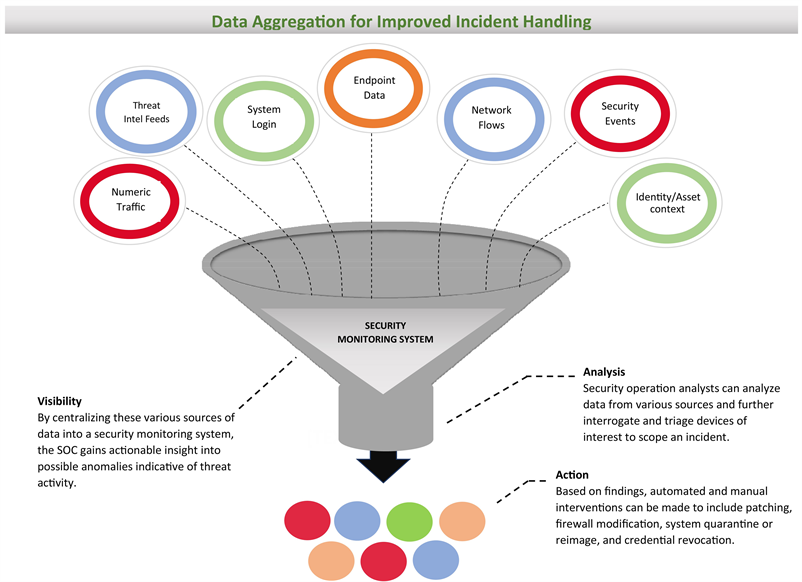 Data Aggregation for Improved Incident Handling
Threat
Intel Feeds
System
Login
Endpoint
Data
Network
Flows
Security
Events
Numeric
Traffic
Identity/Asset
context
SECURITY
MONITORING SYSTEM
Visibility
By centralizing these various sources of
data into a security monitoring system,
the SOC gains actionable insight into
possible anomalies indicative of threat
activity.
Analysis
Security operation analysts can analyze
data from various sources and further
interrogate and triage devices of
interest to scope an incident.
Action
Based on findings, automated and manual
interventions can be made to include patching,
firewall modification, system quarantine or
reimage, and credential revocation.